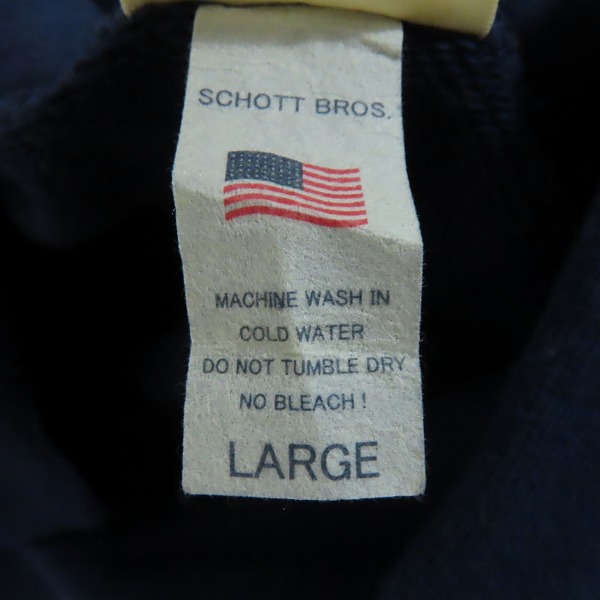 SCHOTT BROS.
MACHINE WASH IN
COLD WATER
DO NOT TUMBLE DRY
NO BLEACH !
LARGE